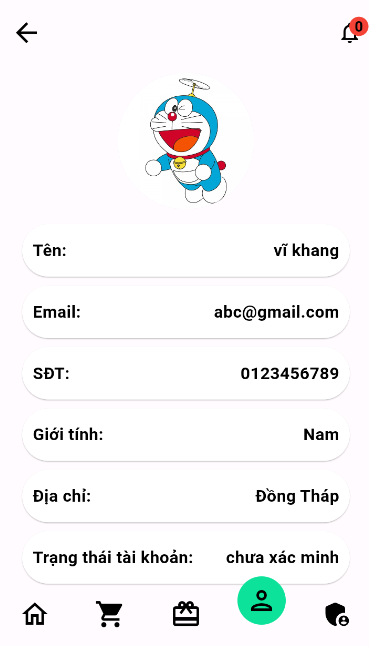 0
Tên: vĩ khang
Email: abc@gmail.com
SĐT: 0123456789
Giới tính: Nam
Địa chỉ: Đồng Tháp
Trạng thái tài khoản: chưa xác minh